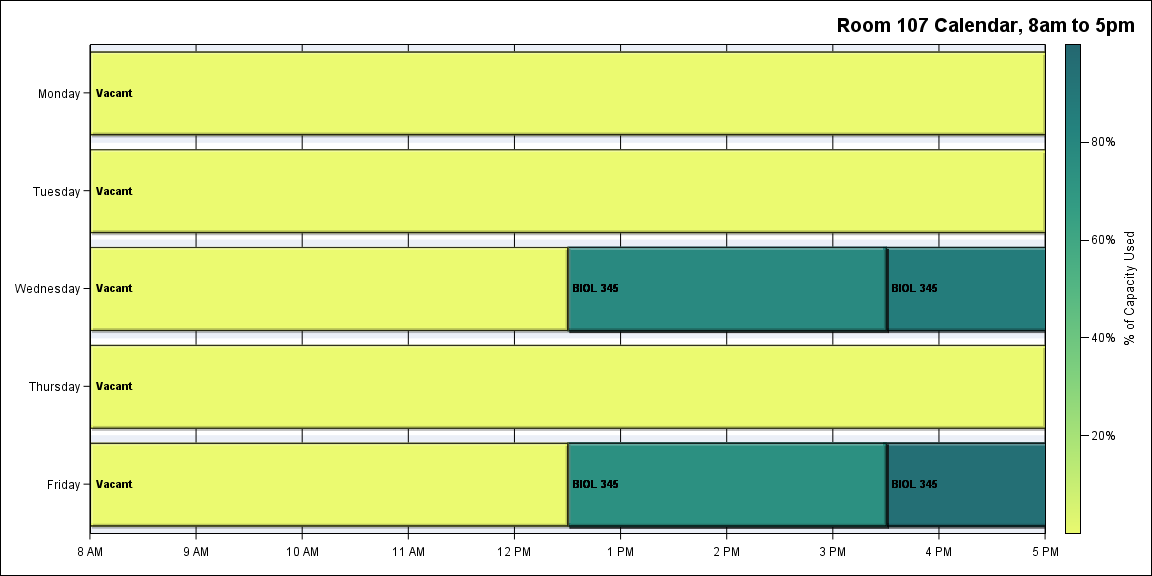 Room 107 Calendar, 8am to 5pm
Monday
Vacant
Tuesday
Vacant
Wednesday
Vacant
BIOL 345
BIOL 345
Thursday
Vacant
Friday
Vacant
BIOL 345
BIOL 345
8 AM 9 AM 10 AM 11 AM 12 PM 1 PM 2 PM 3 PM 4 PM 5 PM
80%
60%
40%
20%
% of Capacity Used